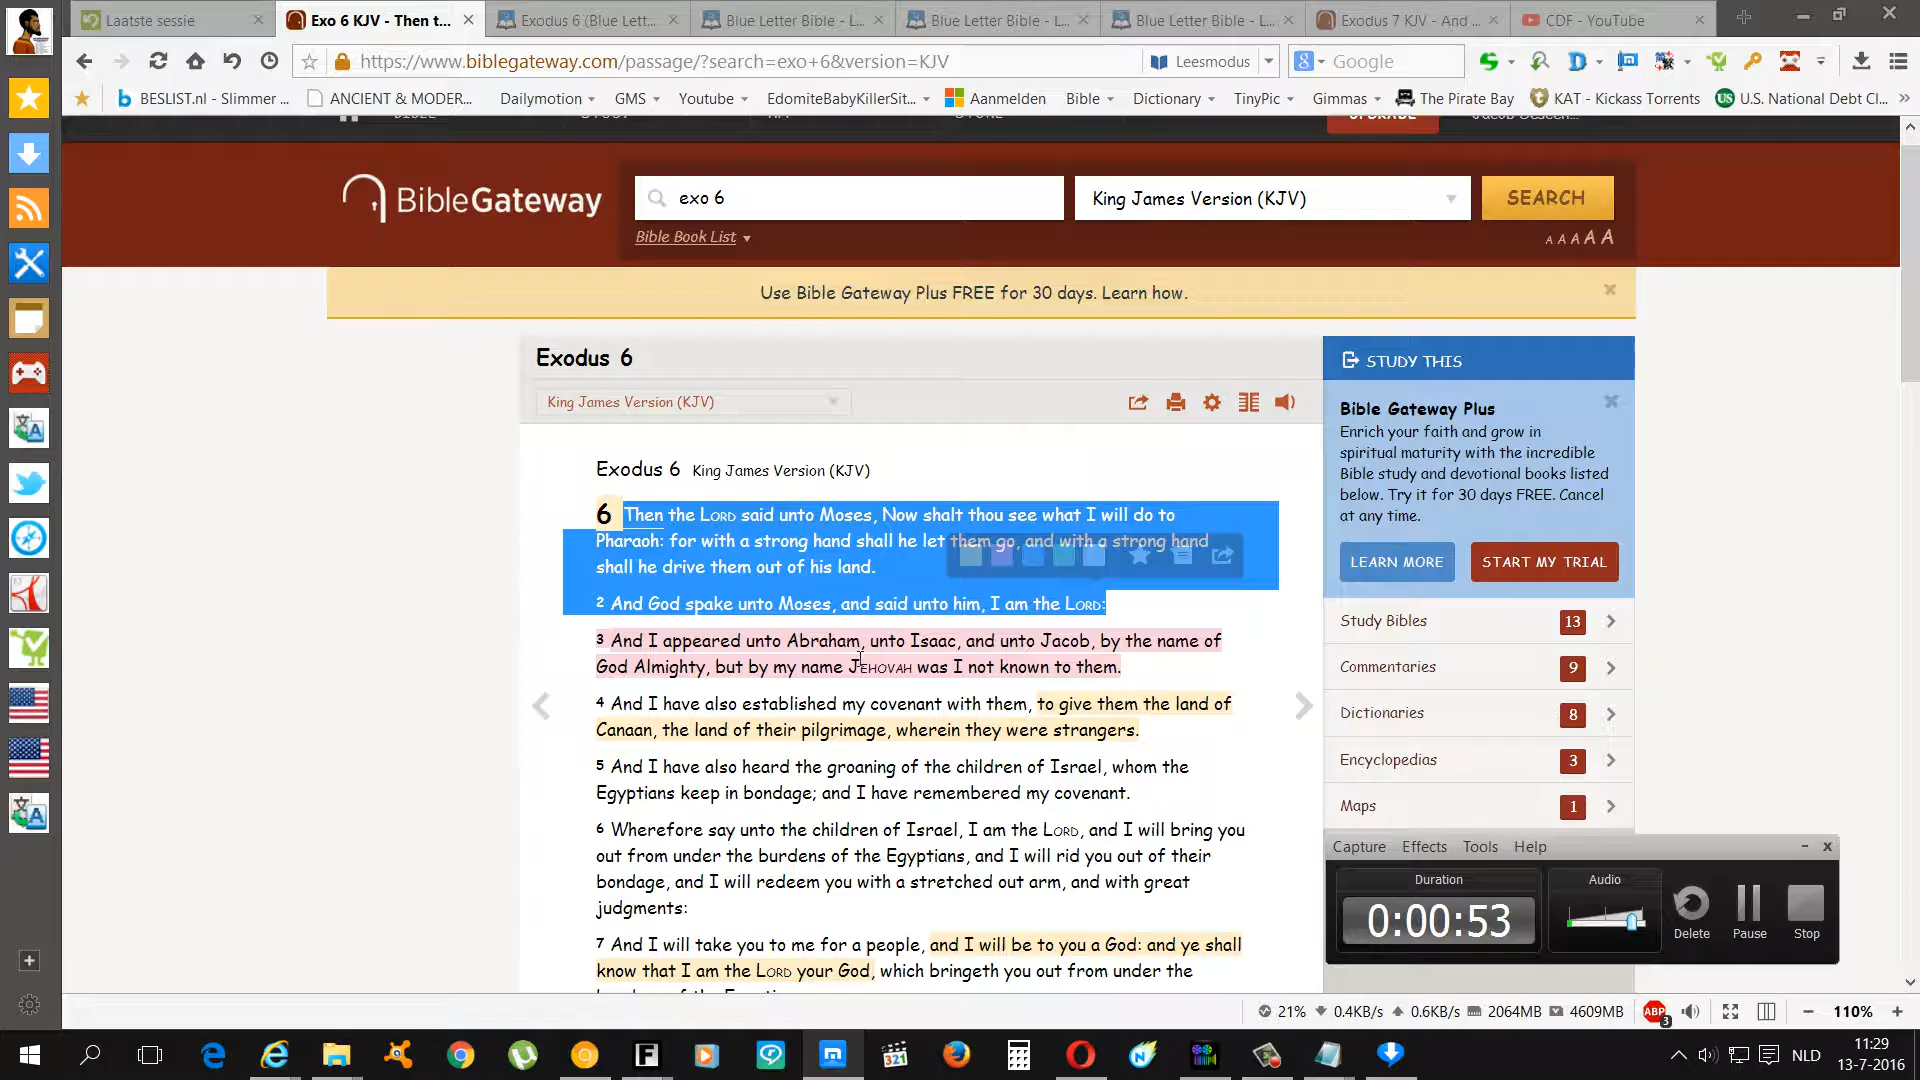 Laatste sessie
Exo 6 KJV - Then t...
Exodus 6 (Blue Lett...
Blue Letter Bible - L...
Blue Letter Bible - L...
Blue Letter Bible - L...
Exodus 7 KJV - And ...
CDF - YouTube
https://www.biblegateway.com/passage/?search=exo+6&version=KJV
Leesmodus
Google
BESLIST.nl - Slimmer ...
ANCIENT & MODER...
Dailymotion
GMS
Youtube
EdomiteBabyKillerSit...
Aanmelden
Bible
Dictionary
TinyPic
Gimmas
The Pirate Bay
KAT - Kickass Torrents
U.S. National Debt Cl...
BibleGateway
exo 6
King James Version (KJV)
SEARCH
Bible Book List
A A A A A
Use Bible Gateway Plus FREE for 30 days. Learn how.
Exodus 6
King James Version (KJV)
Exodus 6 King James Version (KJV)
6 Then the LORD said unto Moses, Now shalt thou see what I will do to
Pharaoh: for with a strong hand shall he let them go, and with a strong hand
shall he drive them out of his land.
2 And God spake unto Moses, and said unto him, I am the LORD:
3 And I appeared unto Abraham, unto Isaac, and unto Jacob, by the name of
God Almighty, but by my name JEHOVAH was I not known to them.
4 And I have also established my covenant with them, to give them the land of
Canaan, the land of their pilgrimage, wherein they were strangers.
5 And I have also heard the groaning of the children of Israel, whom the
Egyptians keep in bondage; and I have remembered my covenant.
6 Wherefore say unto the children of Israel, I am the LORD, and I will bring you
out from under the burdens of the Egyptians, and I will rid you out of their
bondage, and I will redeem you with a stretched out arm, and with great
judgments:
7 And I will take you to me for a people, and I will be to you a God: and ye shall
know that I am the LORD your God, which bringeth you out from under the
STUDY THIS
Bible Gateway Plus
Enrich your faith and grow in
spiritual maturity with the incredible
Bible study and devotional books listed
below. Try it for 30 days FREE. Cancel
at any time.
LEARN MORE
START MY TRIAL
Study Bibles 13
Commentaries 9
Dictionaries 8
Encyclopedias 3
Maps 1
Capture Effects Tools Help
Duration
0:00:53
Audio
Delete
Pause
Stop
21% 0.4KB/s 0.6KB/s 2064MB 4609MB
ABP
3
110%
321
NLD
11:29
13-7-2016